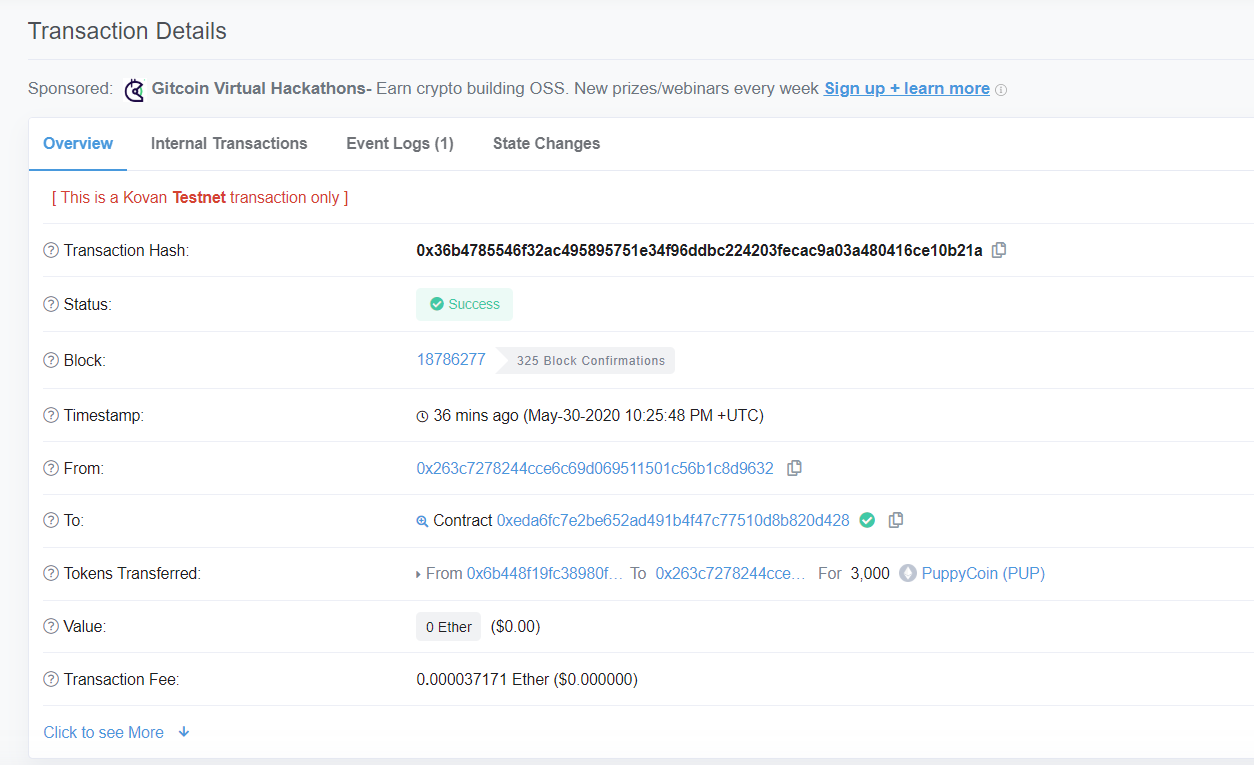 Transaction Details
Sponsored: Gitcoin Virtual Hackathons- Earn crypto building OSS. New prizes/webinars every week Sign up + learn more
Overview Internal Transactions Event Logs (1) State Changes
[ This is a Kovan Testnet transaction only ]
Transaction Hash: 0x36b4785546f32ac495895751e34f96ddbc224203fecac9a03a480416ce10b21a
Status: Success
Block: 18786277 325 Block Confirmations
Timestamp: 36 mins ago (May-30-2020 10:25:48 PM +UTC)
From: 0x263c7278244cce6c69d069511501c56b1c8d9632
To: Contract 0xeda6fc7e2be652ad491b4f47c77510d8b820d428
Tokens Transferred: From 0x6b448f19fc38980f... To 0x263c7278244cce... For 3,000 PuppyCoin (PUP)
Value: 0 Ether ($0.00)
Transaction Fee: 0.000037171 Ether ($0.000000)
Click to see More